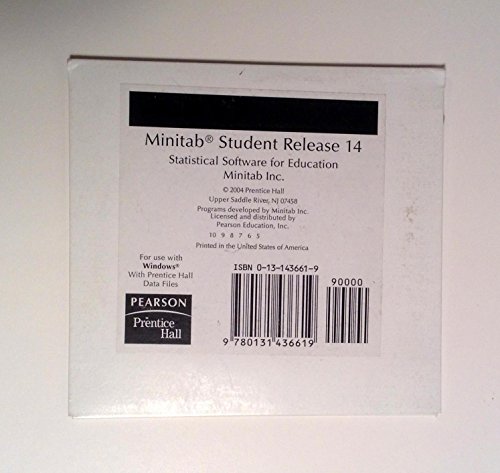 Minitab® Student Release 14
Statistical Software for Education
Minitab Inc.
© 2004 Prentice Hall
Upper Saddle River, NJ 07458
Programs developed by Minitab Inc.
Licensed and distributed by
Pearson Education, Inc.
10 9 8 7 6 5
Printed in the United States of America
For use with
Windows®
With Prentice Hall
Data Files
PEARSON
Prentice
Hall
ISBN 0-13-143661-9
90000
9 780131 436619